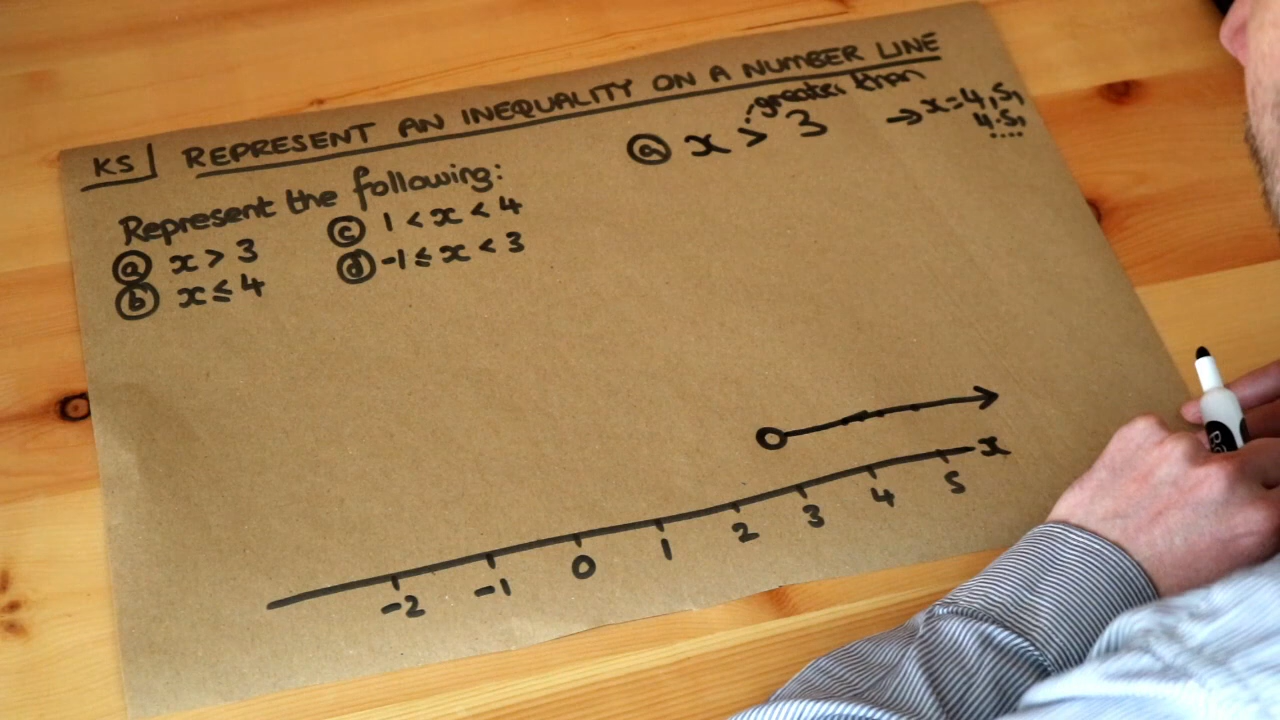 KS REPRESENT AN INEQUALITY ON A NUMBER LINE
Represent the following:
ⓐ x > 3
ⓑ x ≤ 4
ⓒ 1 < x < 4
ⓓ -1 ≤ x < 3
greater than
ⓐ x > 3
→ x = 4, 5,
4.5,
....
x
-2 -1 0 1 2 3 4 5